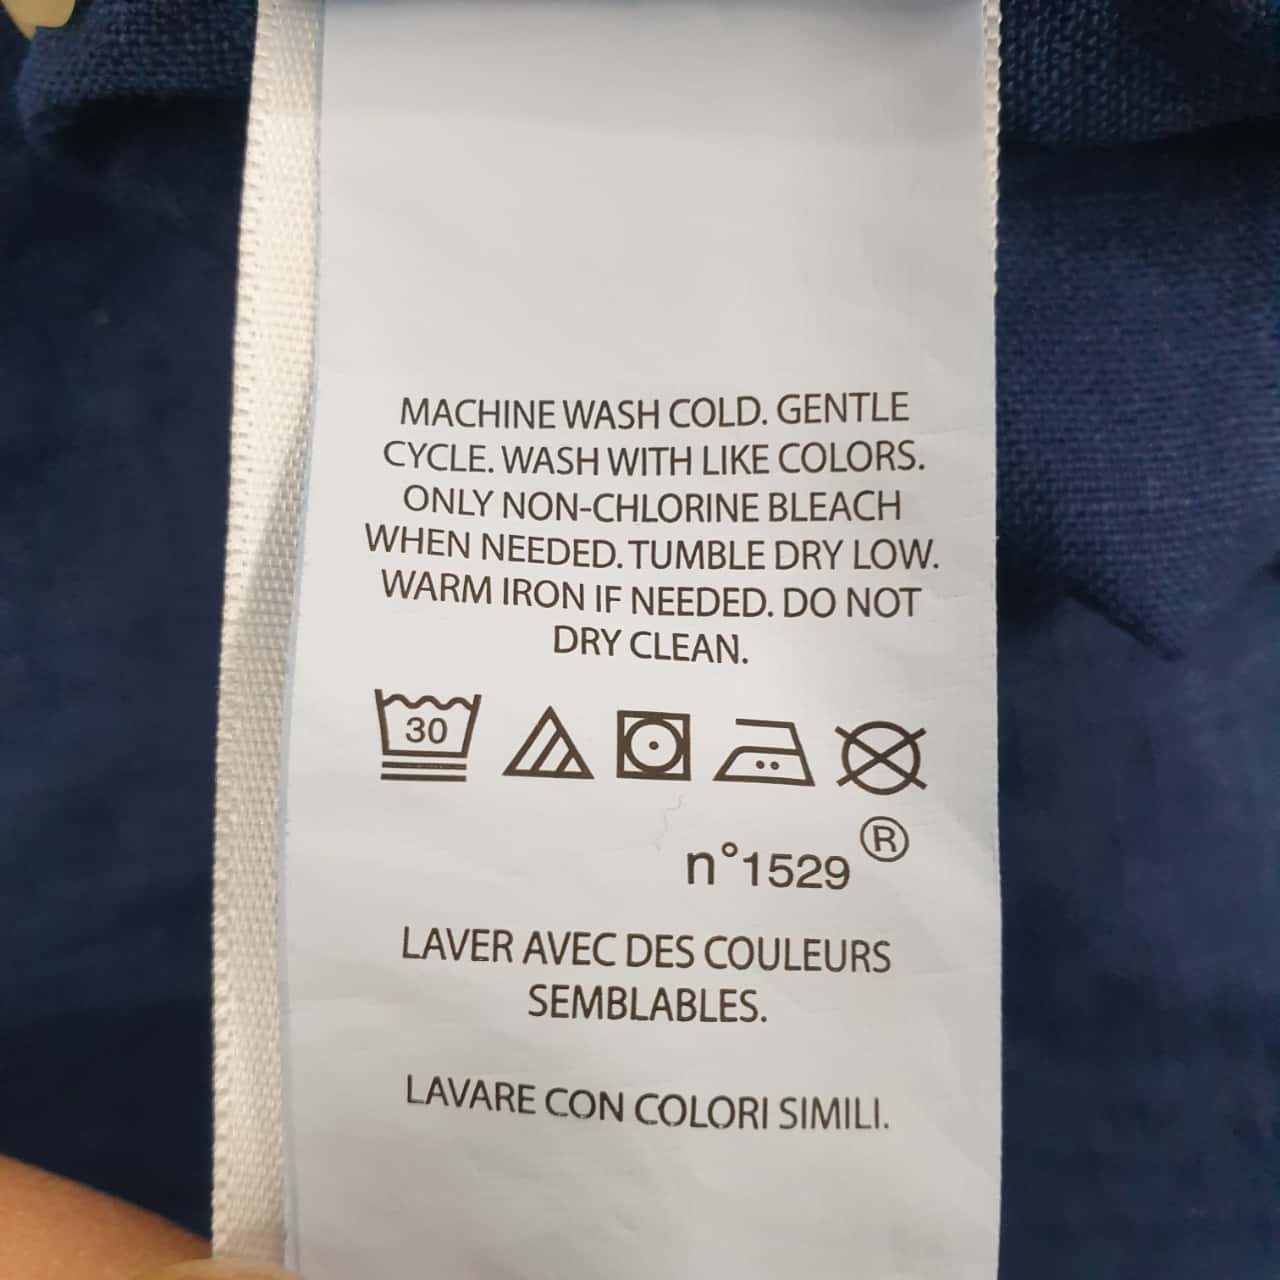 MACHINE WASH COLD. GENTLE
CYCLE. WASH WITH LIKE COLORS.
ONLY NON-CHLORINE BLEACH
WHEN NEEDED. TUMBLE DRY LOW.
WARM IRON IF NEEDED. DO NOT
DRY CLEAN.
30
n°1529 ®
LAVER AVEC DES COULEURS
SEMBLABLES.
LAVARE CON COLORI SIMILI.